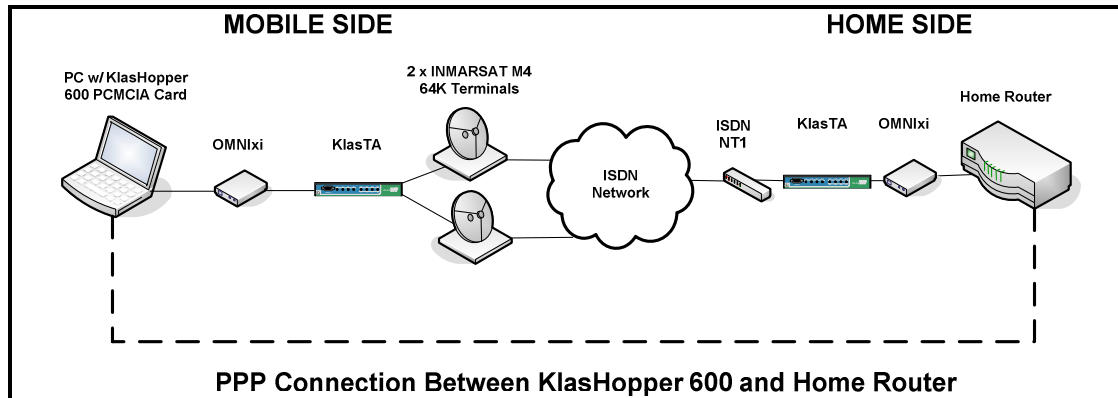 MOBILE SIDE
HOME SIDE
PC w/ KlasHopper
600 PCMCIA Card
OMNIxi
KlasTA
2 x INMARSAT M4
64K Terminals
ISDN
Network
ISDN
NT1
KlasTA
OMNIxi
Home Router
PPP Connection Between KlasHopper 600 and Home Router